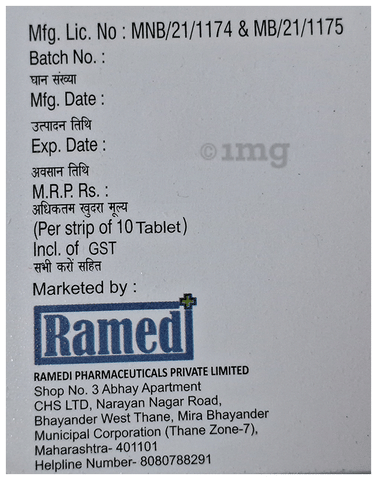 Mfg. Lic. No : MNB/21/1174 & MB/21/1175
Batch No. :
घान संख्या
Mfg. Date :
उत्पादन तिथि
Exp. Date :
अवसान तिथि
M.R.P. Rs. :
अधिकतम खुदरा मूल्य
(Per strip of 10 Tablet)
Incl. of GST
सभी करों सहित
Marketed by :
Ramedi
RAMEDI PHARMACEUTICALS PRIVATE LIMITED
Shop No. 3 Abhay Apartment
CHS LTD, Narayan Nagar Road,
Bhayander West Thane, Mira Bhayander
Municipal Corporation (Thane Zone-7),
Maharashtra- 401101
Helpline Number- 8080788291
©1mg